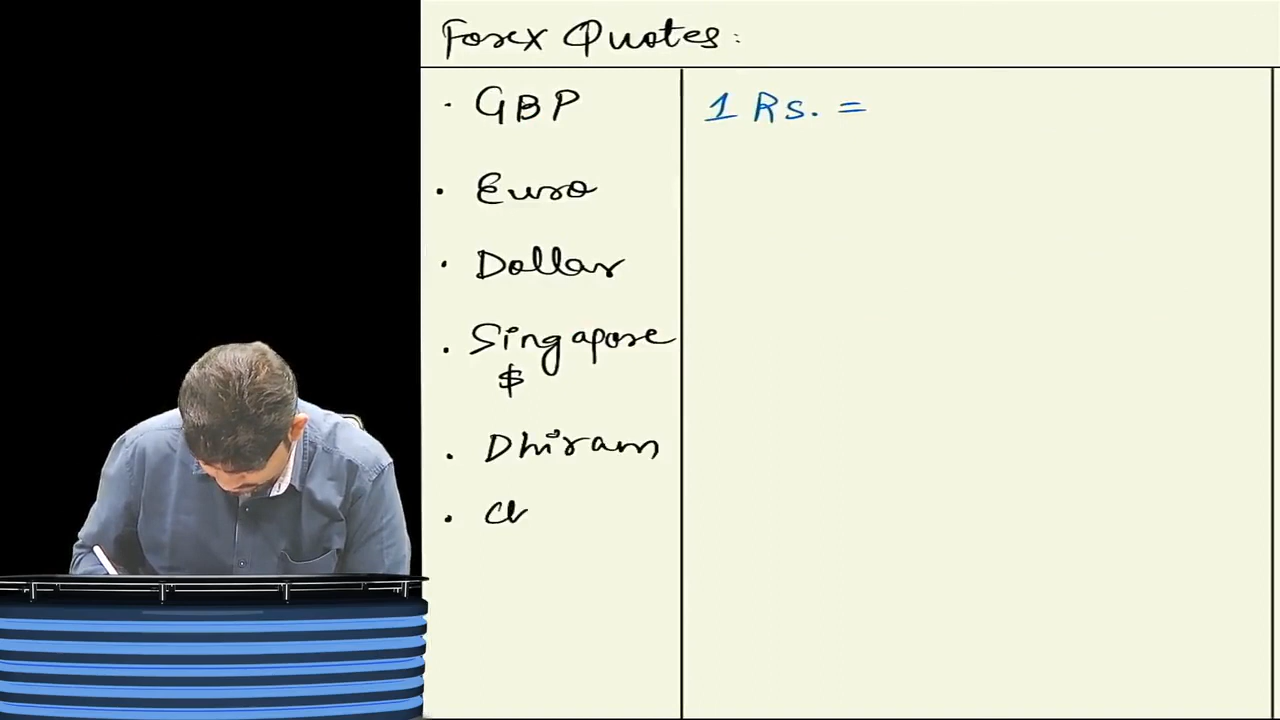 Forex Quotes:
· GBP 1 Rs. =
· Euro
· Dollar
· Singapore
$
· Dhiram
·